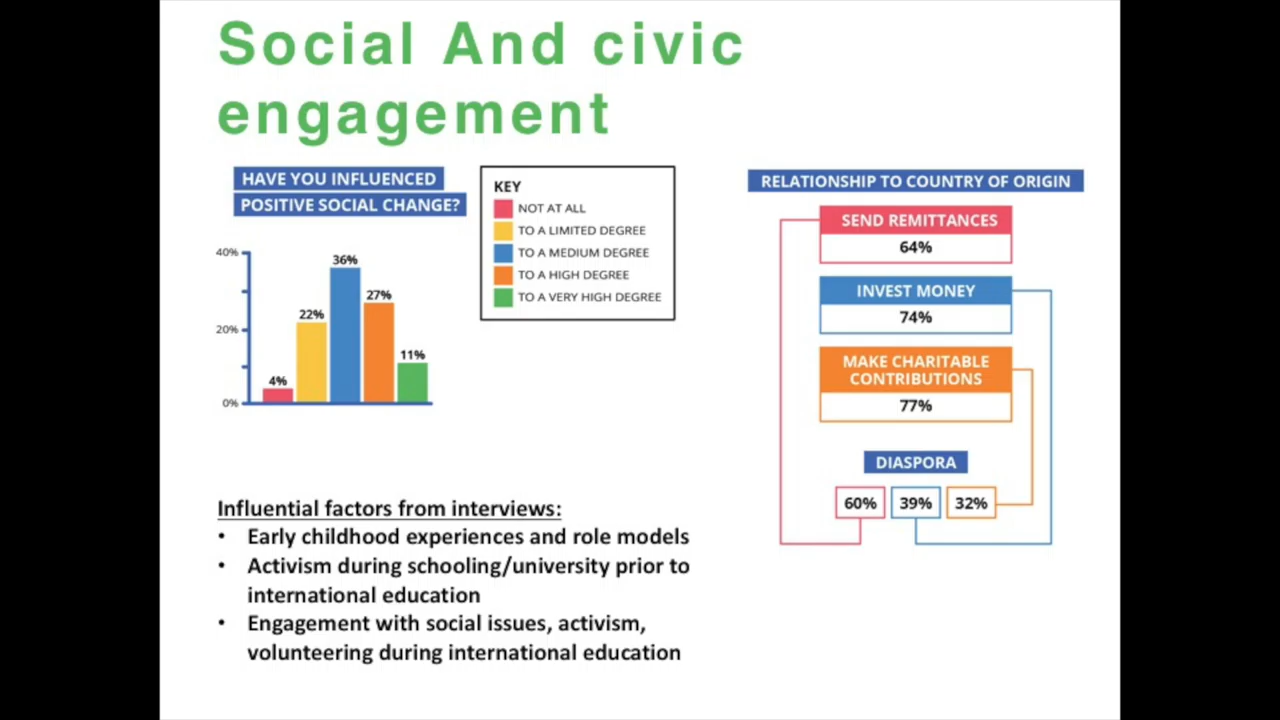 Social And civic
engagement
HAVE YOU INFLUENCED
POSITIVE SOCIAL CHANGE?
40%
20%
0%
4%
22%
36%
27%
11%
KEY
NOT AT ALL
TO A LIMITED DEGREE
TO A MEDIUM DEGREE
TO A HIGH DEGREE
TO A VERY HIGH DEGREE
RELATIONSHIP TO COUNTRY OF ORIGIN
SEND REMITTANCES
64%
INVEST MONEY
74%
MAKE CHARITABLE
CONTRIBUTIONS
77%
DIASPORA
60% 39% 32%
Influential factors from interviews:
• Early childhood experiences and role models
• Activism during schooling/university prior to
international education
• Engagement with social issues, activism,
volunteering during international education